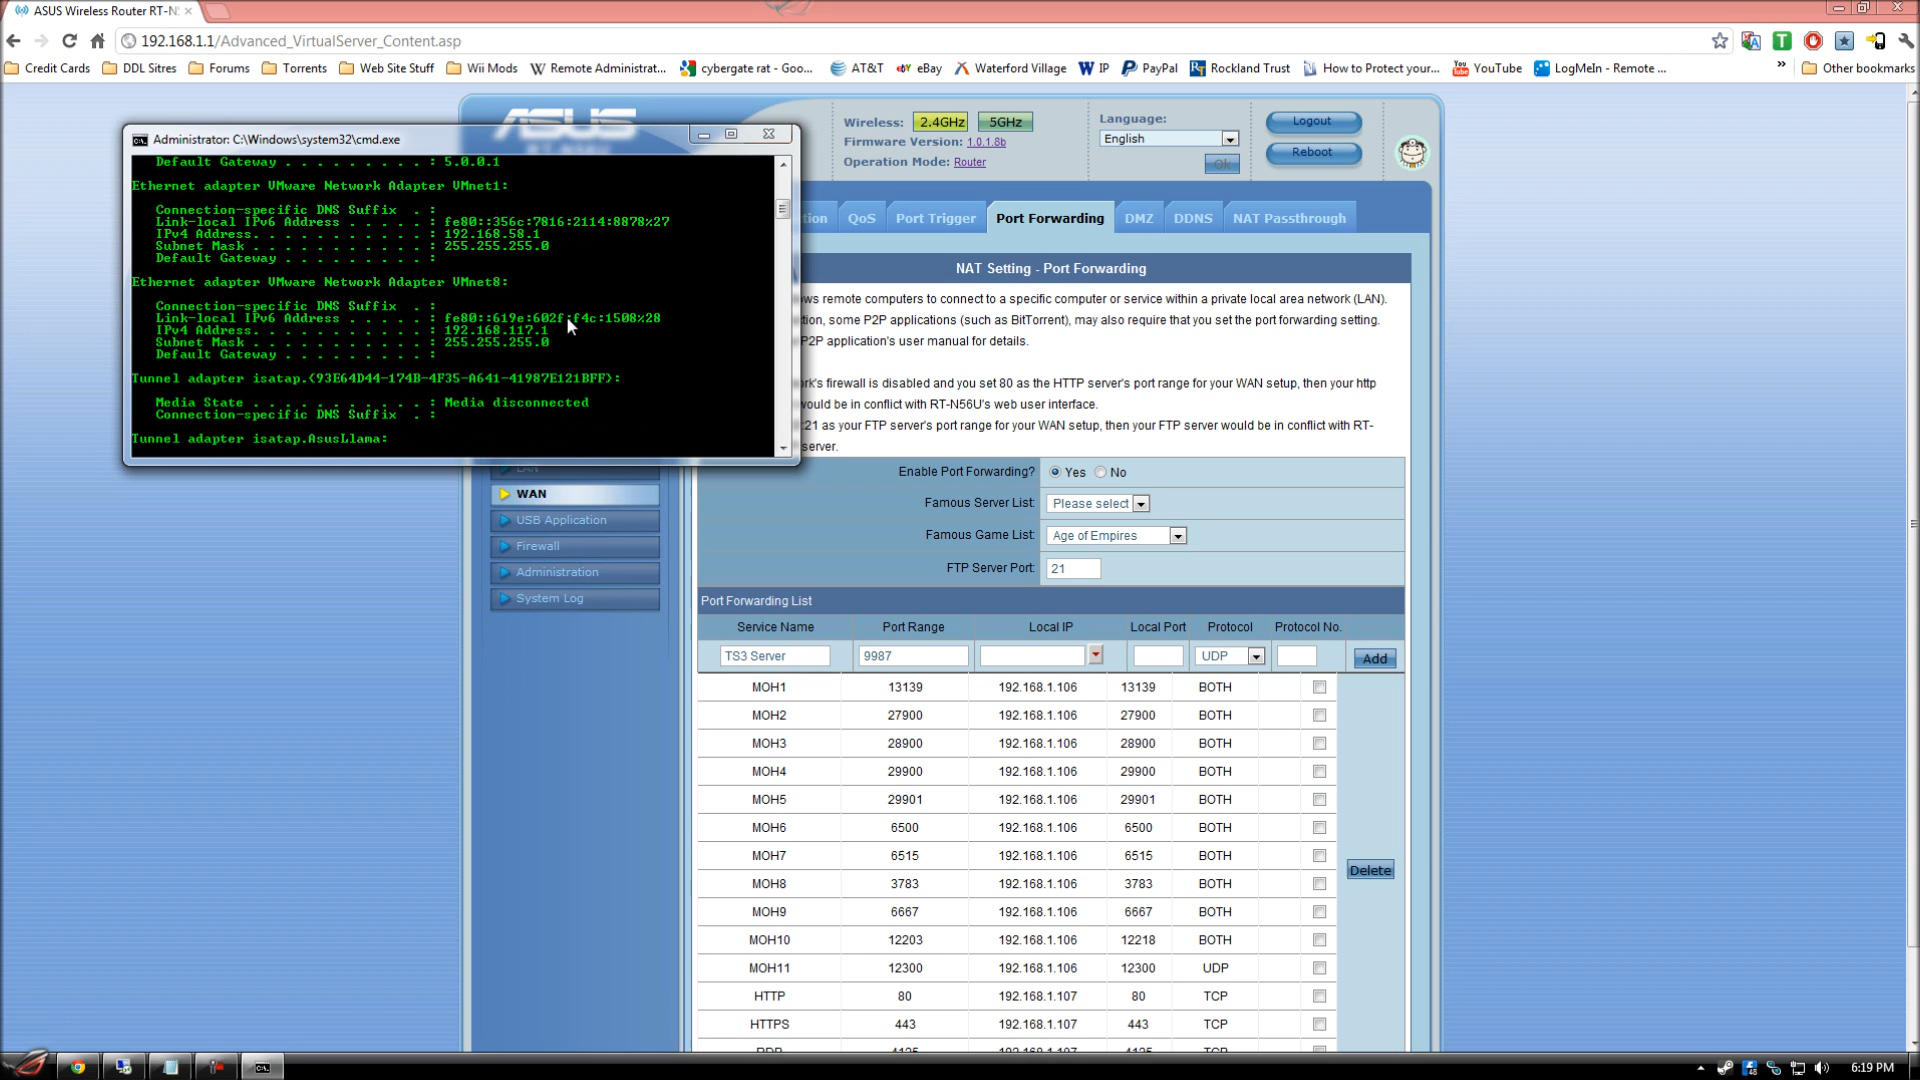 ASUS Wireless Router RT-N
192.168.1.1/Advanced_VirtualServer_Content.asp
Credit Cards DDL Sitres Forums Torrents Web Site Stuff Wii Mods Remote Administrat... cybergate rat - Goo... AT&T eBay Waterford Village IP PayPal Rockland Trust How to Protect your... YouTube LogMeIn - Remote ... » Other bookmarks
ASUS
RT-N56U
Wireless: 2.4GHz 5GHz
Firmware Version: 1.0.1.8b
Operation Mode: Router
Language:
English
Ok
Logout
Reboot
Administrator: C:\Windows\system32\cmd.exe
Default Gateway . . . . . . . . . : 5.0.0.1
Ethernet adapter VMware Network Adapter VMnet1:
Connection-specific DNS Suffix . :
Link-local IPv6 Address . . . . . : fe80::356c:7816:2114:8878%27
IPv4 Address. . . . . . . . . . . : 192.168.58.1
Subnet Mask . . . . . . . . . . . : 255.255.255.0
Default Gateway . . . . . . . . . :
Ethernet adapter VMware Network Adapter VMnet8:
Connection-specific DNS Suffix . :
Link-local IPv6 Address . . . . . : fe80::619e:602f:f4c:1508%28
IPv4 Address. . . . . . . . . . . : 192.168.117.1
Subnet Mask . . . . . . . . . . . : 255.255.255.0
Default Gateway . . . . . . . . . :
Tunnel adapter isatap.{93E64D44-174B-4F35-A641-41987E121BFF}:
Media State . . . . . . . . . . . : Media disconnected
Connection-specific DNS Suffix . :
Tunnel adapter isatap.AsusLlama:
tion QoS Port Trigger Port Forwarding DMZ DDNS NAT Passthrough
NAT Setting - Port Forwarding
ws remote computers to connect to a specific computer or service within a private local area network (LAN).
tion, some P2P applications (such as BitTorrent), may also require that you set the port forwarding setting.
P2P application's user manual for details.
rk's firewall is disabled and you set 80 as the HTTP server's port range for your WAN setup, then your http
would be in conflict with RT-N56U's web user interface.
:21 as your FTP server's port range for your WAN setup, then your FTP server would be in conflict with RT-
server.
LAN
WAN
USB Application
Firewall
Administration
System Log
Enable Port Forwarding? Yes No
Famous Server List: Please select
Famous Game List: Age of Empires
FTP Server Port: 21
Port Forwarding List
Service Name Port Range Local IP Local Port Protocol Protocol No.
TS3 Server 9987 UDP Add
MOH1 13139 192.168.1.106 13139 BOTH
MOH2 27900 192.168.1.106 27900 BOTH
MOH3 28900 192.168.1.106 28900 BOTH
MOH4 29900 192.168.1.106 29900 BOTH
MOH5 29901 192.168.1.106 29901 BOTH
MOH6 6500 192.168.1.106 6500 BOTH
MOH7 6515 192.168.1.106 6515 BOTH
MOH8 3783 192.168.1.106 3783 BOTH
Delete
MOH9 6667 192.168.1.106 6667 BOTH
MOH10 12203 192.168.1.106 12218 BOTH
MOH11 12300 192.168.1.106 12300 UDP
HTTP 80 192.168.1.107 80 TCP
HTTPS 443 192.168.1.107 443 TCP
RDP 4125 192.168.1.107 4125 TCP
6:19 PM